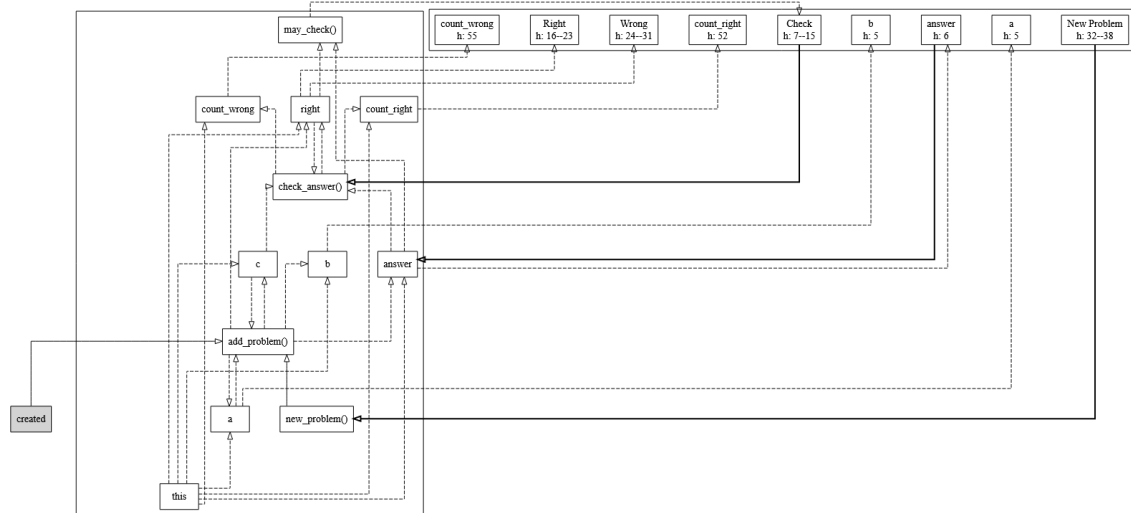 may_check()
count_wrong
h: 55
Right
h: 16--23
Wrong
h: 24--31
count_right
h: 52
Check
h: 7--15
b
h: 5
answer
h: 6
a
h: 5
New Problem
h: 32--38
count_wrong
right
count_right
check_answer()
c
b
answer
add_problem()
created
a
new_problem()
this